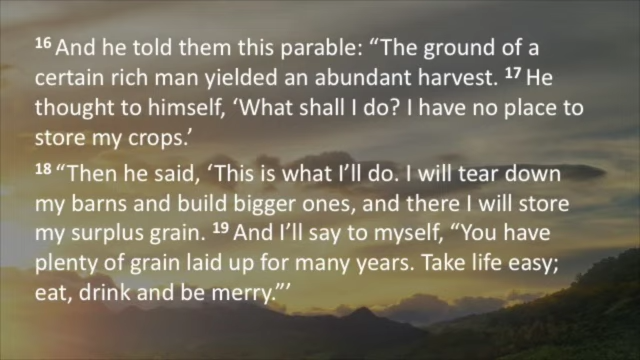 16 And he told them this parable: “The ground of a
certain rich man yielded an abundant harvest. 17 He
thought to himself, ‘What shall I do? I have no place to
store my crops.’
18 “Then he said, ‘This is what I’ll do. I will tear down
my barns and build bigger ones, and there I will store
my surplus grain. 19 And I’ll say to myself, “You have
plenty of grain laid up for many years. Take life easy;
eat, drink and be merry.”’